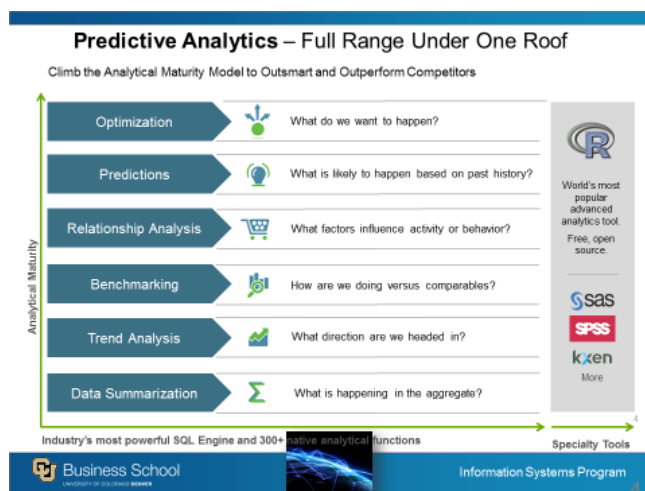 Predictive Analytics – Full Range Under One Roof
Climb the Analytical Maturity Model to Outsmart and Outperform Competitors
Analytical Maturity
Optimization
What do we want to happen?
Predictions
What is likely to happen based on past history?
Relationship Analysis
What factors influence activity or behavior?
Benchmarking
How are we doing versus comparables?
Trend Analysis
What direction are we headed in?
Data Summarization
Σ
What is happening in the aggregate?
R
World's most
popular
advanced
analytics tool.
Free, open
source.
sas
SPSS
kxen
More
4
Industry's most powerful SQL Engine and 300+ native analytical functions
Specialty Tools
CU
Business School
UNIVERSITY OF COLORADO DENVER
Information Systems Program
4